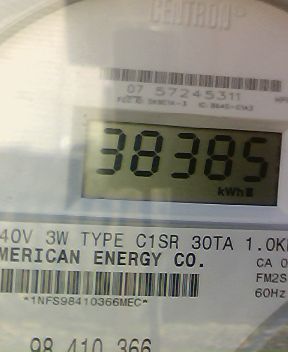 CENTRON
07 57245311
38385
kWh
40V 3W TYPE C1SR 30TA 1.0K
MERICAN ENERGY CO.
CA 0
FM2S
60Hz
*1NFS98410366MEC*
98 410 366